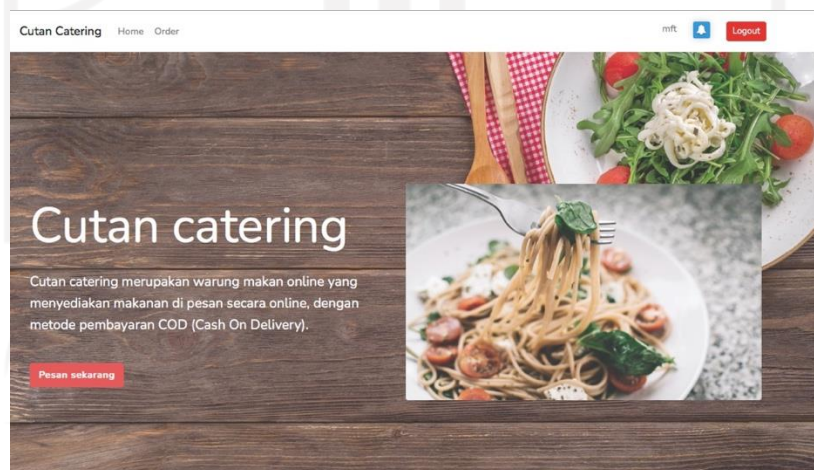 Cutan Catering Home Order mft Logout
Cutan catering
Cutan catering merupakan warung makan online yang
menyediakan makanan di pesan secara online, dengan
metode pembayaran COD (Cash On Delivery).
Pesan sekarang